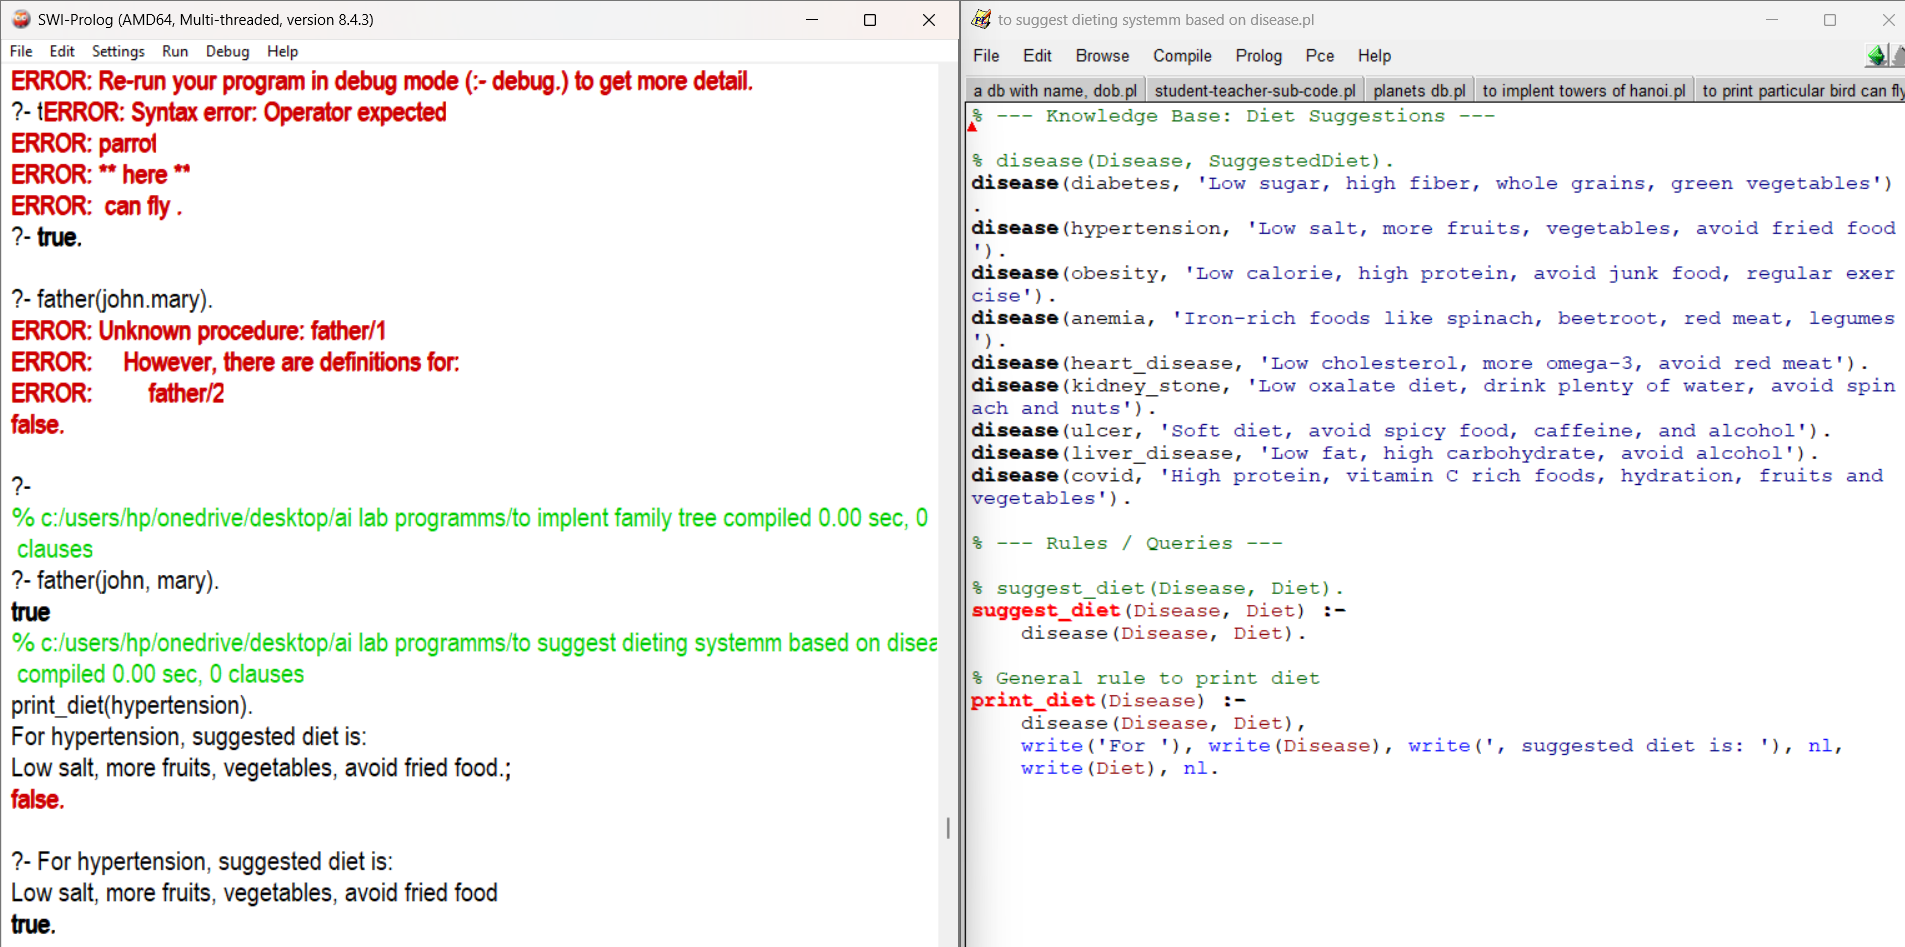 SWI-Prolog (AMD64, Multi-threaded, version 8.4.3)
File Edit Settings Run Debug Help
ERROR: Re-run your program in debug mode (:- debug.) to get more detail.
?- tERROR: Syntax error: Operator expected
ERROR: parrot
ERROR: ** here **
ERROR:  can fly .
?- true.
?- father(john.mary).
ERROR: Unknown procedure: father/1
ERROR:     However, there are definitions for:
ERROR:         father/2
false.
?-
% c:/users/hp/onedrive/desktop/ai lab programms/to implent family tree compiled 0.00 sec, 0
clauses
?- father(john, mary).
true
% c:/users/hp/onedrive/desktop/ai lab programms/to suggest dieting systemm based on disea
compiled 0.00 sec, 0 clauses
print_diet(hypertension).
For hypertension, suggested diet is:
Low salt, more fruits, vegetables, avoid fried food.;
false.
?- For hypertension, suggested diet is:
Low salt, more fruits, vegetables, avoid fried food
true.
to suggest dieting systemm based on disease.pl
File Edit Browse Compile Prolog Pce Help
a db with name, dob.pl student-teacher-sub-code.pl planets db.pl to implent towers of hanoi.pl to print particular bird can fly
% --- Knowledge Base: Diet Suggestions ---
% disease(Disease, SuggestedDiet).
disease(diabetes, 'Low sugar, high fiber, whole grains, green vegetables')
.
disease(hypertension, 'Low salt, more fruits, vegetables, avoid fried food
').
disease(obesity, 'Low calorie, high protein, avoid junk food, regular exer
cise').
disease(anemia, 'Iron-rich foods like spinach, beetroot, red meat, legumes
').
disease(heart_disease, 'Low cholesterol, more omega-3, avoid red meat').
disease(kidney_stone, 'Low oxalate diet, drink plenty of water, avoid spin
ach and nuts').
disease(ulcer, 'Soft diet, avoid spicy food, caffeine, and alcohol').
disease(liver_disease, 'Low fat, high carbohydrate, avoid alcohol').
disease(covid, 'High protein, vitamin C rich foods, hydration, fruits and
vegetables').
% --- Rules / Queries ---
% suggest_diet(Disease, Diet).
suggest_diet(Disease, Diet) :-
    disease(Disease, Diet).
% General rule to print diet
print_diet(Disease) :-
    disease(Disease, Diet),
    write('For '), write(Disease), write(', suggested diet is: '), nl,
    write(Diet), nl.